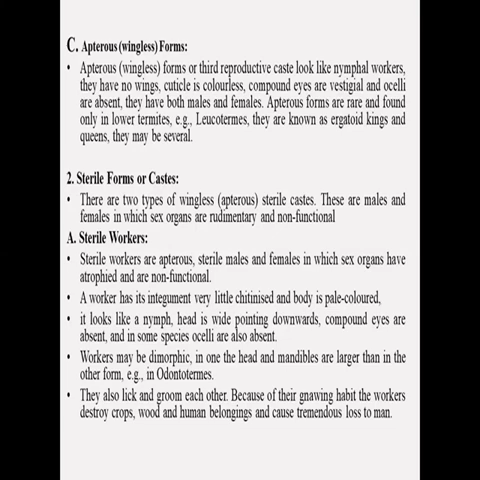 C. Apterous (wingless) Forms:
• Apterous (wingless) forms or third reproductive caste look like nymphal workers,
they have no wings, cuticle is colourless, compound eyes are vestigial and ocelli
are absent, they have both males and females. Apterous forms are rare and found
only in lower termites, e.g., Leucotermes, they are known as ergatoid kings and
queens, they may be several.
2. Sterile Forms or Castes:
• There are two types of wingless (apterous) sterile castes. These are males and
females in which sex organs are rudimentary and non-functional
A. Sterile Workers:
• Sterile workers are apterous, sterile males and females in which sex organs have
atrophied and are non-functional.
• A worker has its integument very little chitinised and body is pale-coloured,
• it looks like a nymph, head is wide pointing downwards, compound eyes are
absent, and in some species ocelli are also absent.
• Workers may be dimorphic, in one the head and mandibles are larger than in the
other form, e.g., in Odontotermes.
• They also lick and groom each other. Because of their gnawing habit the workers
destroy crops, wood and human belongings and cause tremendous loss to man.